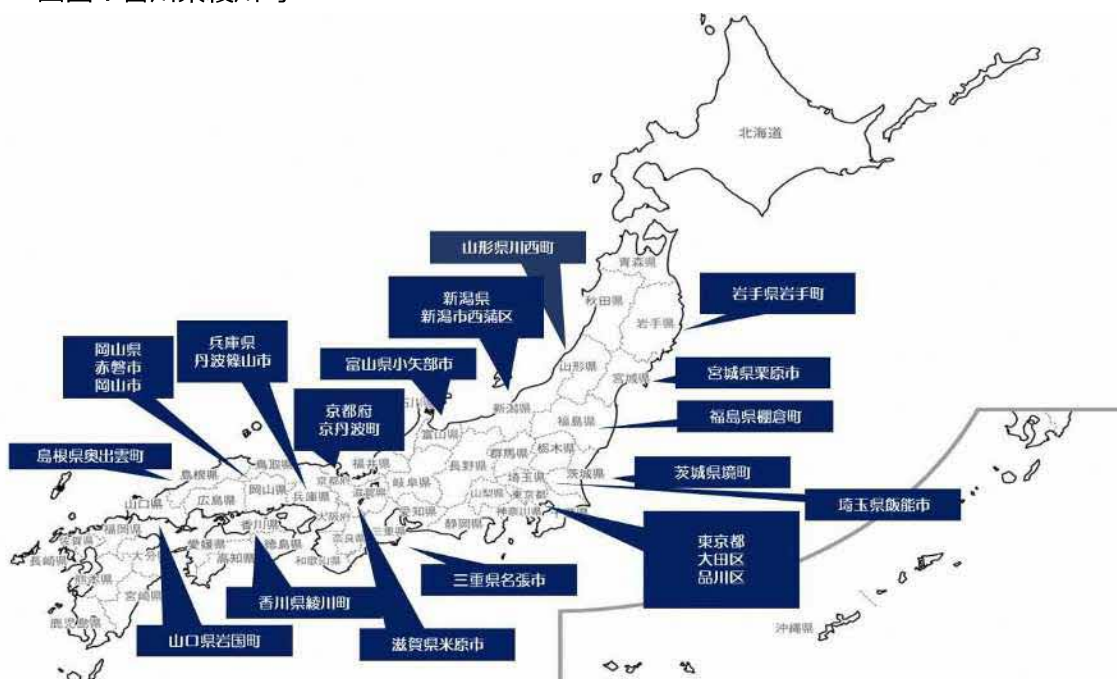 北海道
山形県川西町
青森県
新潟県
新潟市西蒲区
秋田県
岩手県岩手町
岩手県
兵庫県
丹波篠山市
岡山県
赤磐市
岡山市
富山県小矢部市
山形県
宮城県
宮城県栗原市
京都府
京丹波町
新潟県
福島県
福島県棚倉町
富山県
島根県奥出雲町
鳥取県
福井県
長野県
群馬県
栃木県
島根県
京都府
岐阜県
埼玉県
茨城県
茨城県境町
山口県
広島県
岡山県
兵庫県
滋賀県
山梨県
東京都
埼玉県飯能市
福岡県
香川県
大阪府
愛知県
静岡県
神奈川県
佐賀県
愛媛県
徳島県
奈良県
三重県
東京都
大田区
品川区
長崎県
大分県
高知県
和歌山県
熊本県
三重県名張市
宮崎県
香川県綾川町
鹿児島県
山口県岩国町
滋賀県米原市
沖縄県